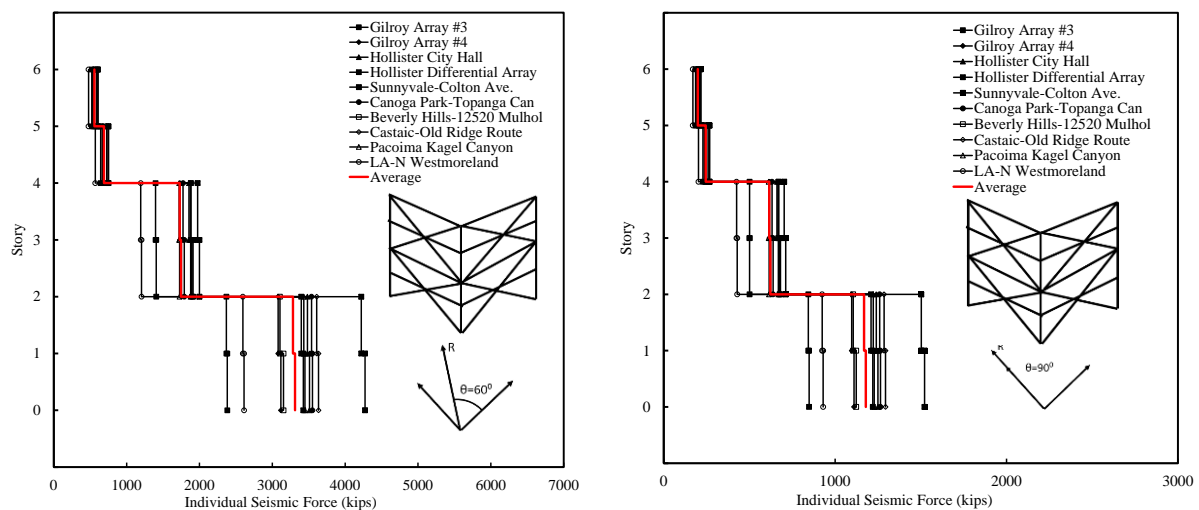 Gilroy Array #3
Gilroy Array #4
Hollister City Hall
Hollister Differential Array
Sunnyvale-Colton Ave.
Canoga Park-Topanga Can
Beverly Hills-12520 Mulhol
Castaic-Old Ridge Route
Pacoima Kagel Canyon
LA-N Westmoreland
Average
6
5
4
3
2
1
0
Story
R
θ=60⁰
0 1000 2000 3000 4000 5000 6000 7000
Individual Seismic Force (kips)
Gilroy Array #3
Gilroy Array #4
Hollister City Hall
Hollister Differential Array
Sunnyvale-Colton Ave.
Canoga Park-Topanga Can
Beverly Hills-12520 Mulhol
Castaic-Old Ridge Route
Pacoima Kagel Canyon
LA-N Westmoreland
Average
6
5
4
3
2
1
0
Story
R
θ=90⁰
0 1000 2000 3000
Individual Seismic Force (kips)